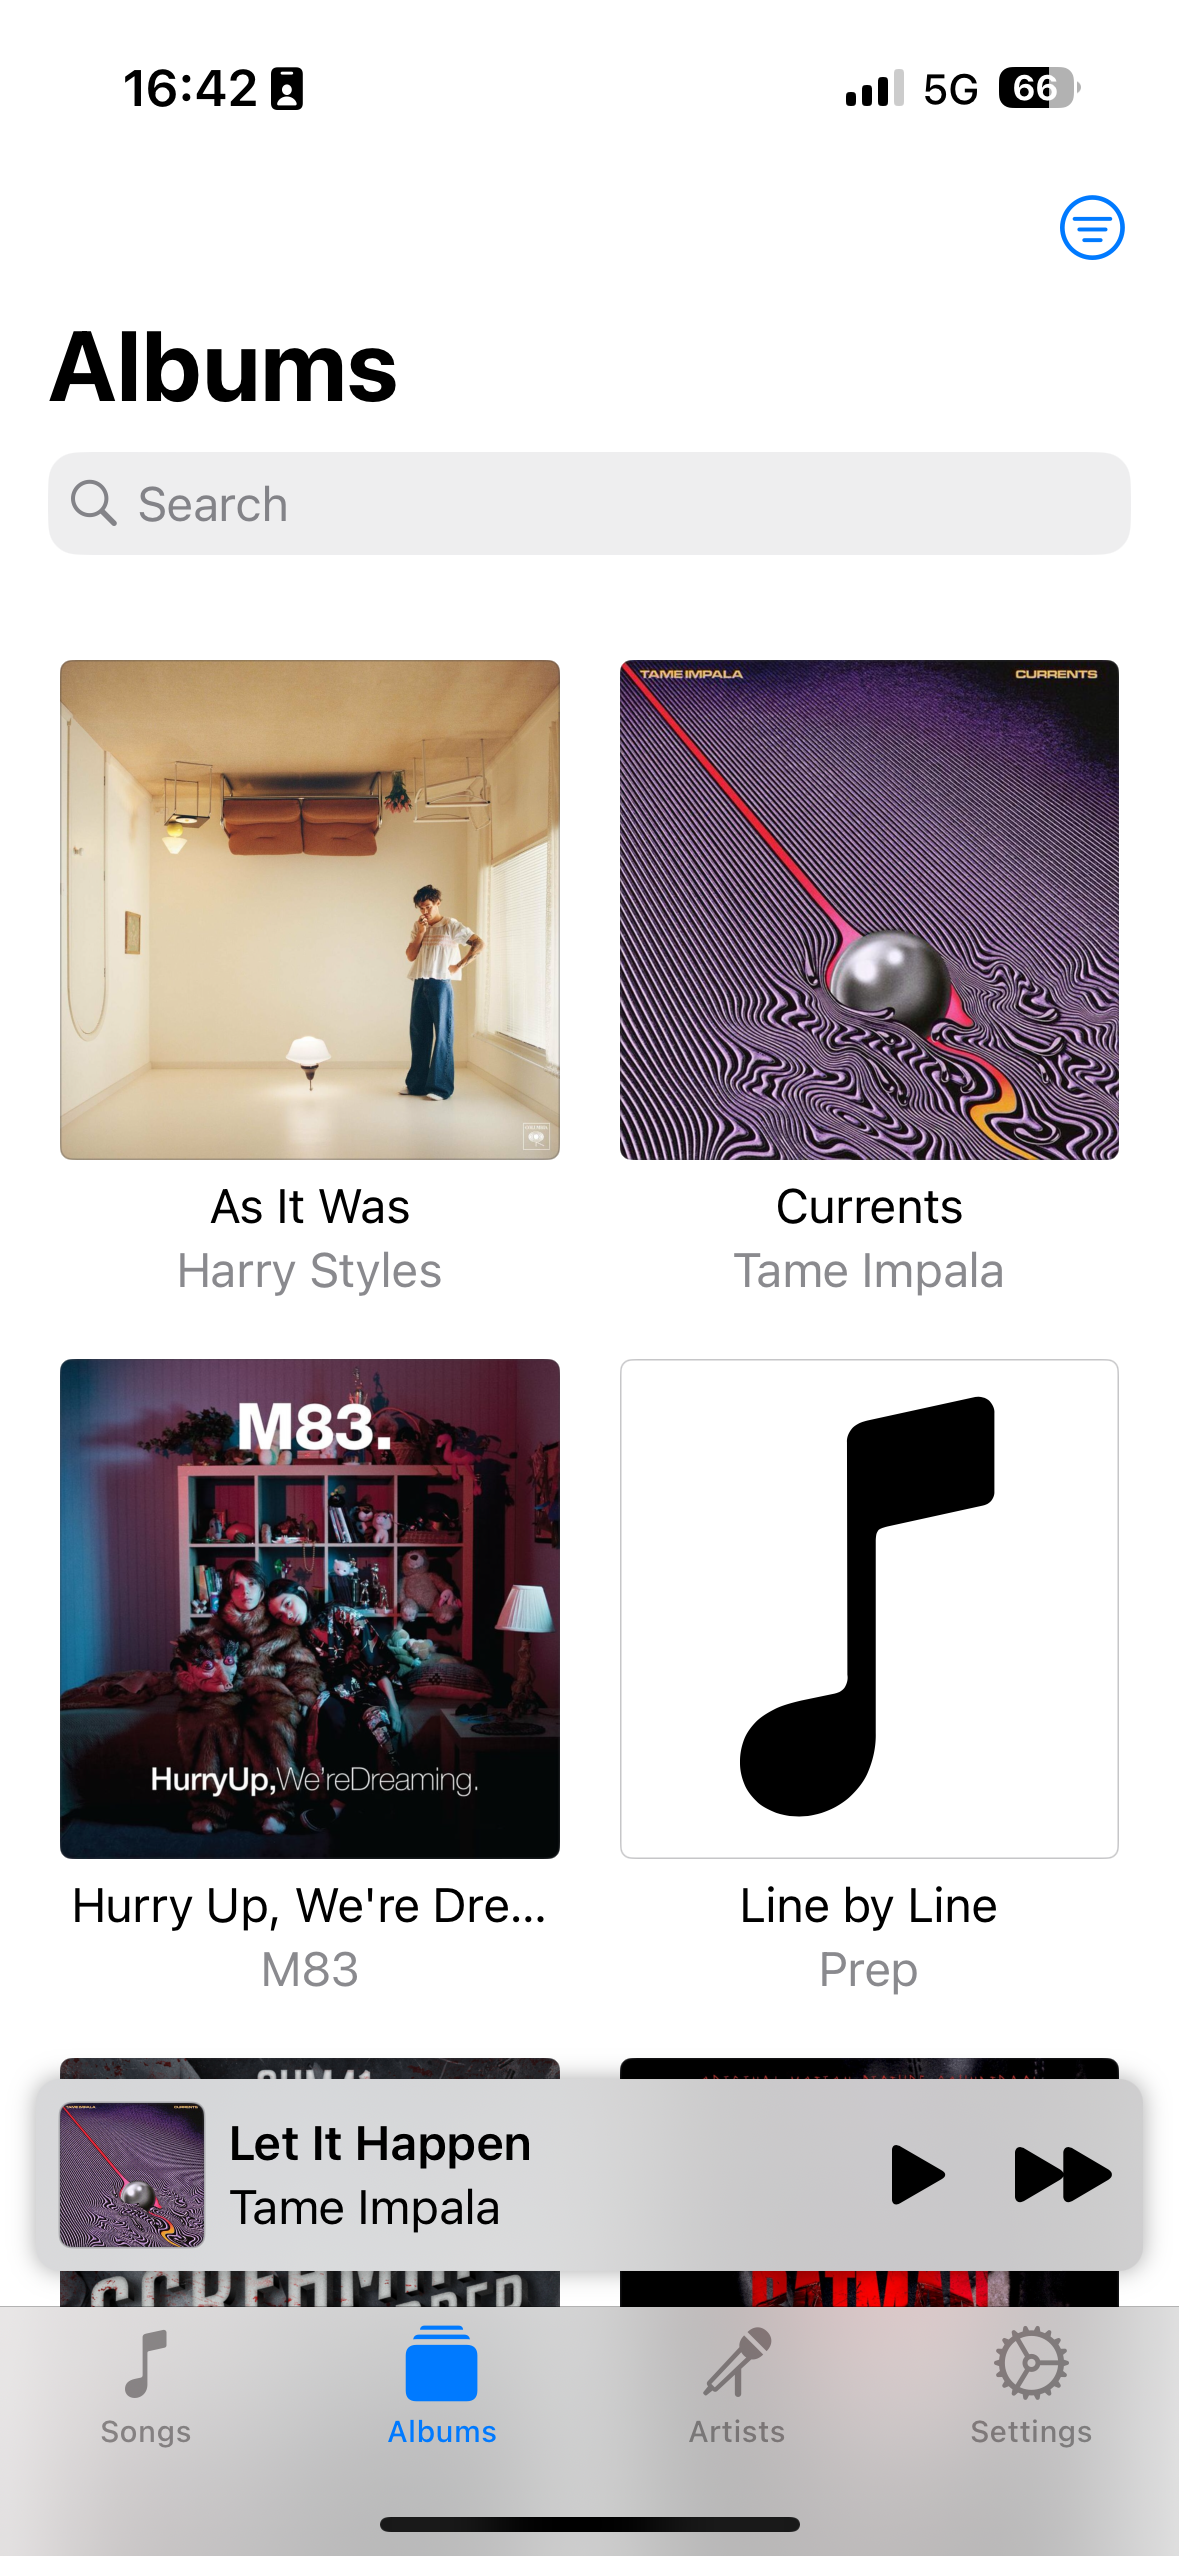 16:42
5G
66
Albums
Search
TAME IMPALA
CURRENTS
As It Was
Currents
Harry Styles
Tame Impala
M83.
HurryUp,We'reDreaming.
Hurry Up, We're Dre...
Line by Line
M83
Prep
Let It Happen
Tame Impala
BATMAN
Songs
Albums
Artists
Settings